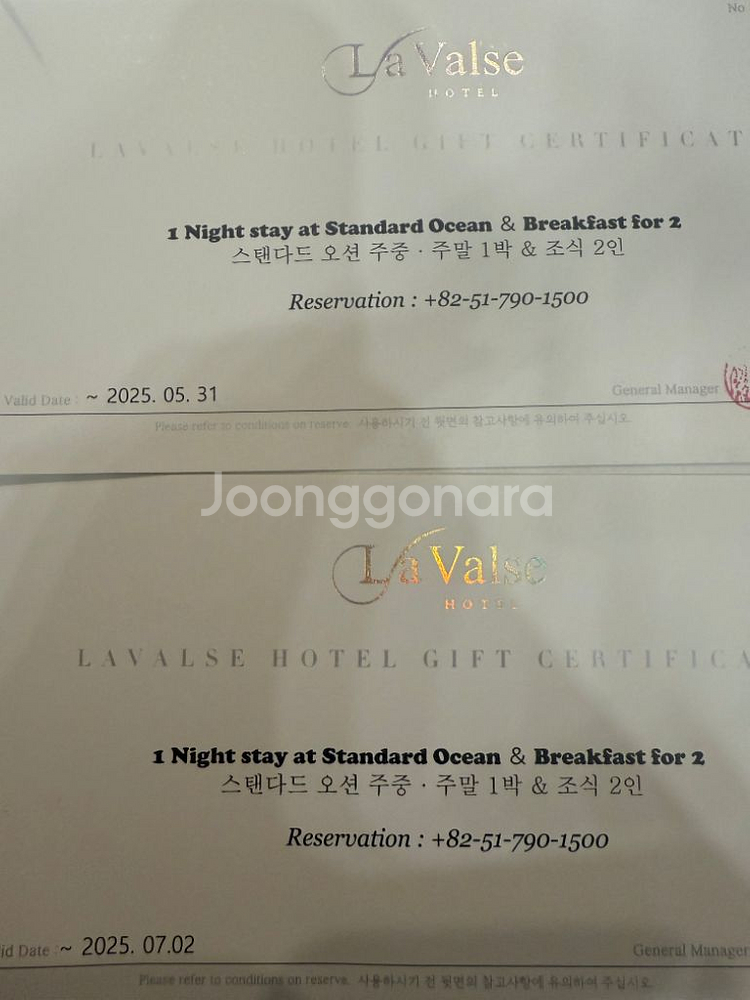 No
La Valse
HOTEL
LAVALSE HOTEL GIFT CERTIFICAT
1 Night stay at Standard Ocean & Breakfast for 2
스탠다드 오션 주중 · 주말 1박 & 조식 2인
Reservation : +82-51-790-1500
Valid Date : ~ 2025. 05. 31
General Manager
Please refer to conditions on reserve. 사용하시기 전 뒷면의 참고사항에 유의하여 주십시오.
Joonggonara
La Valse
HOTEL
LAVALSE HOTEL GIFT CERTIFICA
1 Night stay at Standard Ocean & Breakfast for 2
스탠다드 오션 주중 · 주말 1박 & 조식 2인
Reservation : +82-51-790-1500
id Date : ~ 2025. 07.02
General Manager
Please refer to conditions on reserve. 사용하시기 전 뒷면의 참고사항에 유의하여 주십시오.